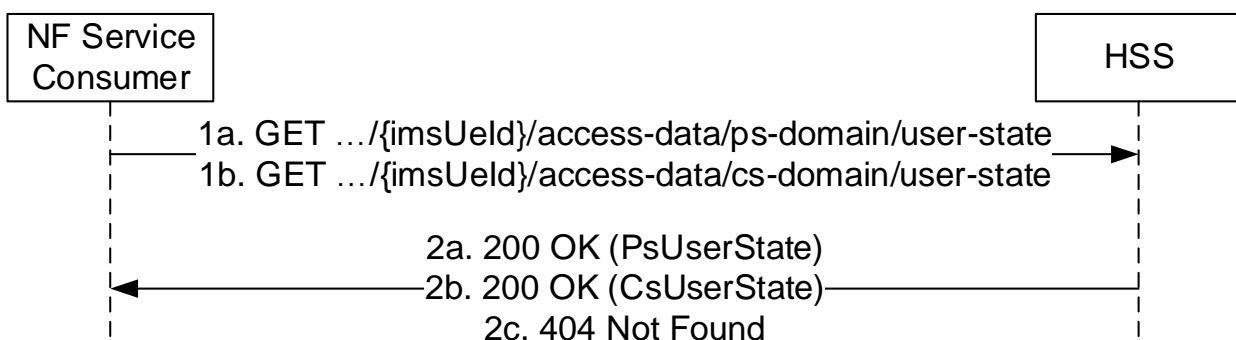 NF Service
Consumer
HSS
1a. GET …/{imsUeId}/access-data/ps-domain/user-state
1b. GET …/{imsUeId}/access-data/cs-domain/user-state
2a. 200 OK (PsUserState)
2b. 200 OK (CsUserState)
2c. 404 Not Found